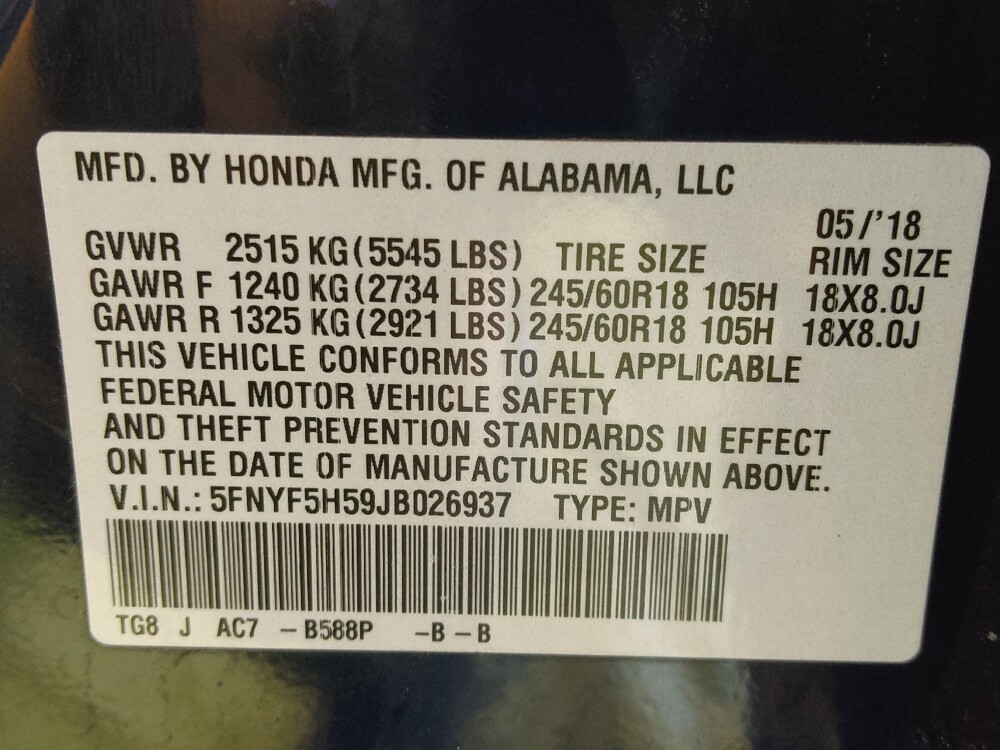 MFD. BY HONDA MFG. OF ALABAMA, LLC
05/'18
GVWR 2515 KG(5545 LBS) TIRE SIZE RIM SIZE
GAWR F 1240 KG(2734 LBS) 245/60R18 105H 18X8.0J
GAWR R 1325 KG(2921 LBS) 245/60R18 105H 18X8.0J
THIS VEHICLE CONFORMS TO ALL APPLICABLE
FEDERAL MOTOR VEHICLE SAFETY
AND THEFT PREVENTION STANDARDS IN EFFECT
ON THE DATE OF MANUFACTURE SHOWN ABOVE.
V.I.N.: 5FNYF5H59JB026937 TYPE: MPV
TG8 J AC7 -B588P -B -B